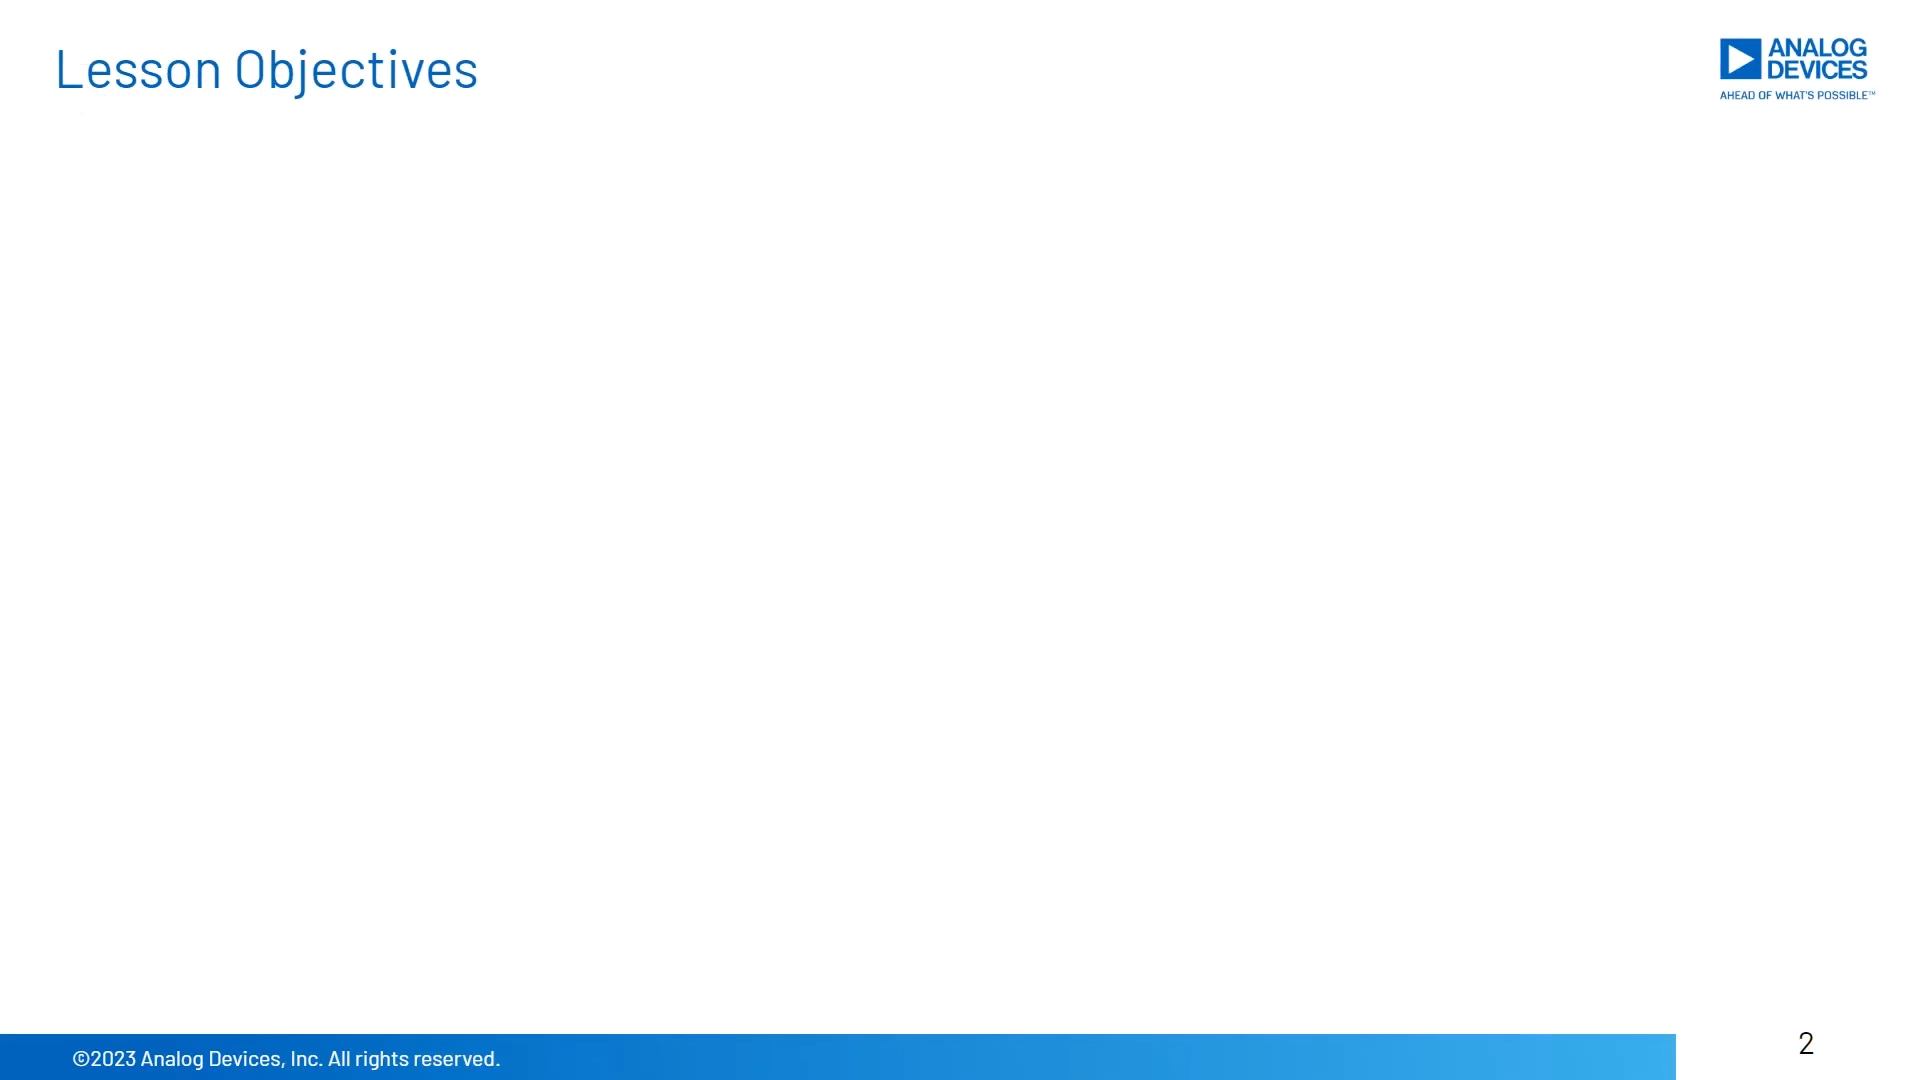 Lesson Objectives
ANALOG
DEVICES
AHEAD OF WHAT'S POSSIBLE™
©2023 Analog Devices, Inc. All rights reserved.
2